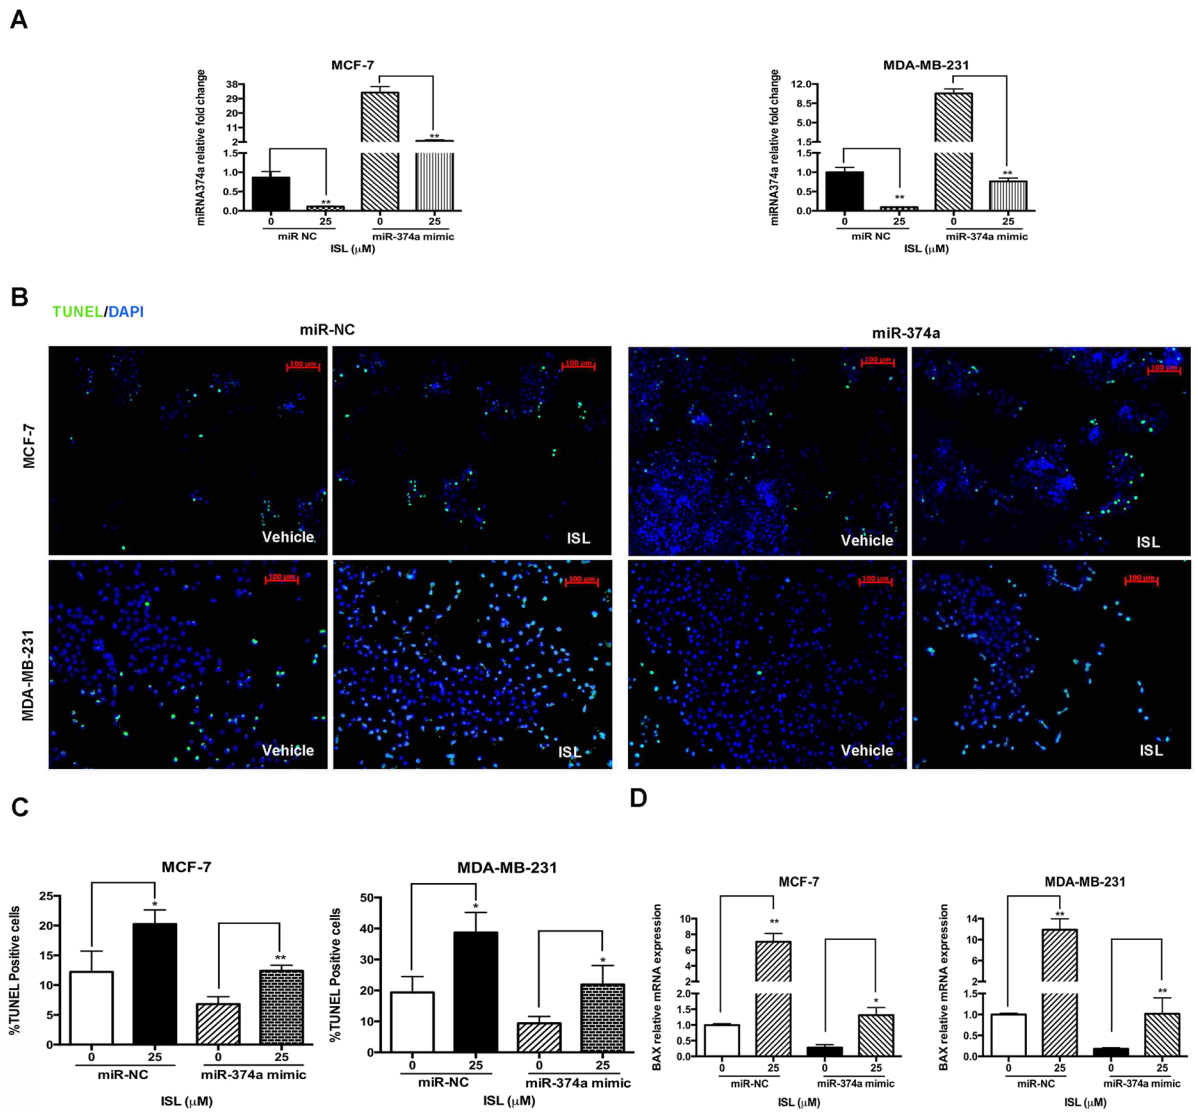 A
MCF-7
miRNA374a relative fold change
38
29
20
11
2
1.5
1.0
0.5
0.0
**
**
0
25
0
25
miR NC
miR-374a mimic
ISL (μM)
MDA-MB-231
miRNA374a relative fold change
12.0
8.5
5.0
1.5
1.5
1.0
0.5
0.0
**
**
0
25
0
25
miR NC
miR-374a mimic
ISL (μM)
B
TUNEL/DAPI
miR-NC
miR-374a
MCF-7
100 μm
Vehicle
100 μm
ISL
100 μm
Vehicle
100 μm
ISL
MDA-MB-231
100 μm
Vehicle
100 μm
ISL
100 μm
Vehicle
100 μm
ISL
C
MCF-7
%TUNEL Positive cells
25
20
15
10
5
0
*
**
0
25
0
25
miR-NC
miR-374a mimic
ISL (μM)
MDA-MB-231
%TUNEL Positive cells
50
40
30
20
10
0
*
*
0
25
0
25
miR-NC
miR-374a mimic
ISL (μM)
D
MCF-7
BAX relative mRNA expression
10
8
6
4
2
2.0
1.5
1.0
0.5
0.0
**
*
0
25
0
25
miR-NC
miR-374a mimic
ISL (μM)
MDA-MB-231
BAX relative mRNA expression
14
10
6
2
1.5
1.0
0.5
0.0
**
**
0
25
0
25
miR-NC
miR-374a mimic
ISL (μM)